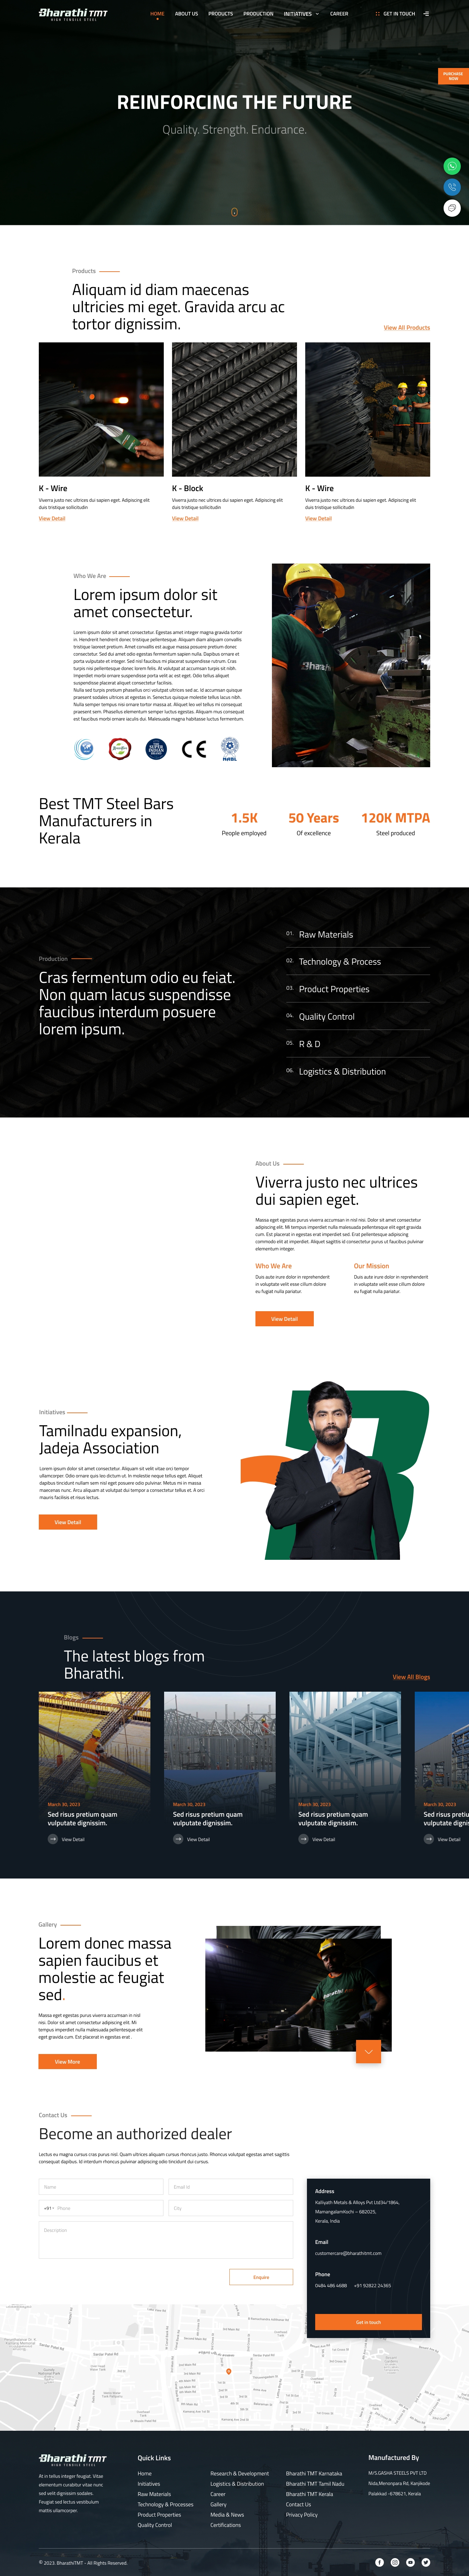 Bharathi TMT
HIGH TENSILE STEEL
HOME
ABOUT US
PRODUCTS
PRODUCTION
INITIATIVES
CAREER
GET IN TOUCH
PURCHASE
NOW
REINFORCING THE FUTURE
Quality. Strength. Endurance.
Products
Aliquam id diam maecenas
ultricies mi eget. Gravida arcu ac
tortor dignissim.
View All Products
K - Wire
Viverra justo nec ultrices dui sapien eget. Adipiscing elit
duis tristique sollicitudin
View Detail
K - Block
Viverra justo nec ultrices dui sapien eget. Adipiscing elit
duis tristique sollicitudin
View Detail
K - Wire
Viverra justo nec ultrices dui sapien eget. Adipiscing elit
duis tristique sollicitudin
View Detail
Who We Are
Lorem ipsum dolor sit
amet consectetur.
Lorem ipsum dolor sit amet consectetur. Egestas amet integer magna gravida tortor
in. Habitasse hendrerit donec tristique turpis pellentesque. Aliquam diam aliquam convallis
tristique laoreet pretium. Amet convallis est augue massa posuere pretium donec
turpis. Ac diam sed odio egestas fermentum sapien nulla. Dapibus in ornare et
porta vulputate et integer. Sed nisl faucibus mi placerat suspendisse rutrum. Cras
turpis nisi pellentesque donec lorem quis enim. Non at habitant elit nisi elit.
Imperdiet morbi ornare suspendisse porta velit ac eget. Odio tellus aliquet
suspendisse placerat aliquet consectetur facilisis.
Nulla sed turpis pretium phasellus orci volutpat ultrices sed ac. Id accumsan quisque
praesent sodales ultrices at egestas in. Senectus quisque molestie tellus lacus nibh.
Nulla semper tempus nisi ornare tortor massa at. Aliquet leo vel tellus mi consequat
praesent sem. Phasellus elementum semper luctus egestas. Aliquam mus consequat
est faucibus morbi ornare iaculis dui. Malesuada magna habitasse luctus fermentum.
SUPER
INDIAN
CE
NABL
Best TMT Steel Bars
Manufacturers in
Kerala
1.5K
People employed
50 Years
Of excellence
120K MTPA
Steel produced
Production
Cras fermentum odio eu feiat.
Non quam lacus suspendisse
faucibus interdum posuere
lorem ipsum.
01. Raw Materials
02. Technology & Process
03. Product Properties
04. Quality Control
05. R & D
06. Logistics & Distribution
About Us
Viverra justo nec ultrices
dui sapien eget.
Massa eget egestas purus viverra accumsan in nisl nisi. Dolor sit amet consectetur
adipiscing elit. Mi tempus imperdiet nulla malesuada pellentesque elit eget gravida
cum. Est placerat in egestas erat imperdiet sed. Erat pellentesque adipiscing
commodo elit at imperdiet. Aliquet sagittis id consectetur purus ut faucibus pulvinar
elementum integer.
Who We Are
Duis aute irure dolor in reprehenderit
in voluptate velit esse cillum dolore
eu fugiat nulla pariatur.
Our Mission
Duis aute irure dolor in reprehenderit
in voluptate velit esse cillum dolore
eu fugiat nulla pariatur.
View Detail
Initiatives
Tamilnadu expansion,
Jadeja Association
Lorem ipsum dolor sit amet consectetur. Aliquam sit velit vitae orci tempor
ullamcorper. Odio ornare quis leo dictum ut. In molestie neque tellus eget. Aliquam
dapibus tincidunt nullam sem nisl eget posuere odio pulvinar. Metus mi in massa
maecenas nunc. Arcu aliquam at volutpat dui tempor a consectetur tellus et. A orci
mauris facilisis et risus lectus.
View Detail
Blogs
The latest blogs from
Bharathi.
View All Blogs
March 30, 2023
Sed risus pretium quam
vulputate dignissim.
View Detail
March 30, 2023
Sed risus pretium quam
vulputate dignissim.
View Detail
March 30, 2023
Sed risus pretium quam
vulputate dignissim.
View Detail
March 30, 2023
Sed risus pretiu
vulputate digni
View Detail
Gallery
Lorem donec massa
sapien faucibus et
molestie ac feugiat
sed.
Massa eget egestas purus viverra accumsan in nisl
nisi. Dolor sit amet consectetur adipiscing elit. Mi
tempus imperdiet nulla malesuada pellentesque elit
eget gravida cum. Est placerat in egestas erat .
View More
Contact Us
Become an authorized dealer
Lectus eu magna cursus cras purus nisl. Quam ultrices aliquam cursus rhoncus justo. Rhoncus volutpat egestas amet sagittis
consequat dapibus. Id interdum rhoncus pulvinar adipiscing odio tincidunt dui cursus.
Name
Email Id
+91
Phone
City
Description
Enquire
Address
Kalliyath Metals & Alloys Pvt Ltd34/1864,
MamangalamKochi – 682025,
Kerala, India
Email
customercare@bharathitmt.com
Phone
0484 486 4688 +91 92822 24365
Get in touch
Bharathi TMT
HIGH TENSILE STEEL
At in tellus integer feugiat. Vitae
elementum curabitur vitae nunc
sed velit dignissim sodales.
Feugiat sed lectus vestibulum
mattis ullamcorper.
Quick Links
Home
Initiatives
Raw Materials
Technology & Processes
Product Properties
Quality Control
Research & Development
Logistics & Distribution
Career
Gallery
Media & News
Certifications
Bharathi TMT Karnataka
Bharathi TMT Tamil Nadu
Bharathi TMT Kerala
Contact Us
Privacy Policy
Manufactured By
M/S.GASHA STEELS PVT LTD
Nila,Menonpara Rd, Kanjikode
Palakkad -678621, Kerala
© 2023. BharathiTMT - All Rights Reserved.